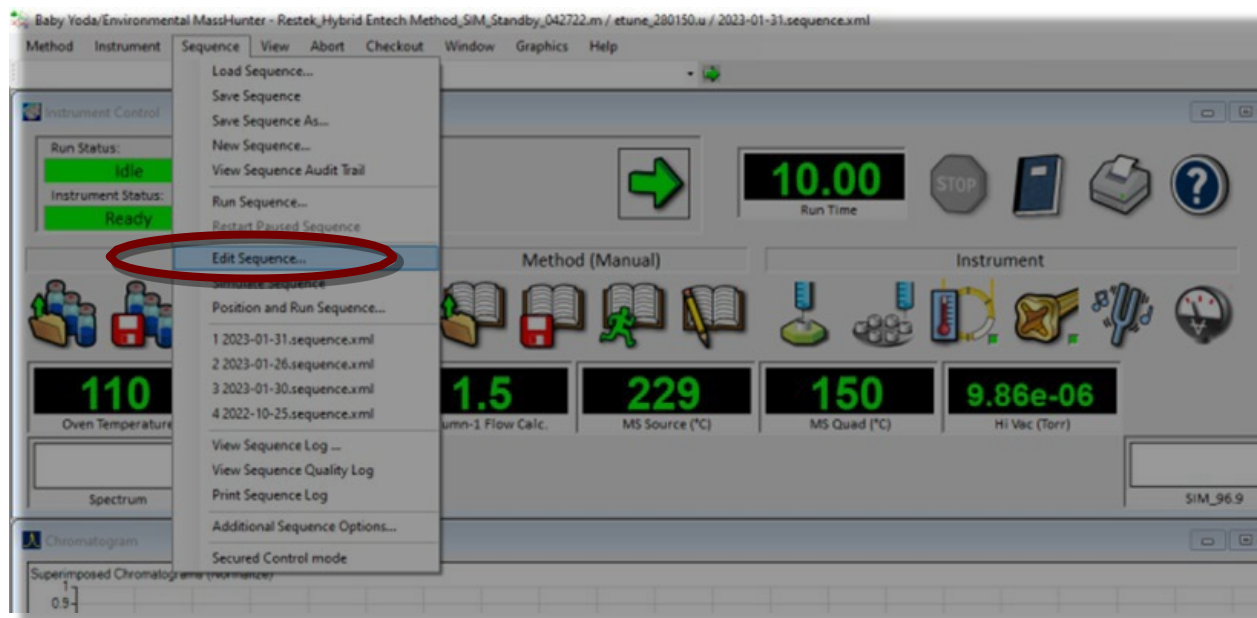 Baby Yoda/Environmental MassHunter - Restek_Hybrid Entech Method_SIM_Standby_042722.m / etune_280150.u / 2023-01-31.sequence.xml
Method Instrument Sequence View Abort Checkout Window Graphics Help
Load Sequence...
Save Sequence
Save Sequence As...
New Sequence...
View Sequence Audit Trail
Run Sequence...
Restart Paused Sequence
Edit Sequence...
Simulate Sequence
Position and Run Sequence...
1 2023-01-31.sequence.xml
2 2023-01-26.sequence.xml
3 2023-01-30.sequence.xml
4 2022-10-25.sequence.xml
View Sequence Log ...
View Sequence Quality Log
Print Sequence Log
Additional Sequence Options...
Secured Control mode
Instrument Control
Run Status:
Idle
Instrument Status:
Ready
10.00
Run Time
STOP
?
Method (Manual)
Instrument
110
Oven Temperature
1.5
umn-1 Flow Calc.
229
MS Source (°C)
150
MS Quad (°C)
9.86e-06
Hi Vac (Torr)
Spectrum
SIM_96.9
Chromatogram
Superimposed Chromatograms (Normalize)
1
0.9